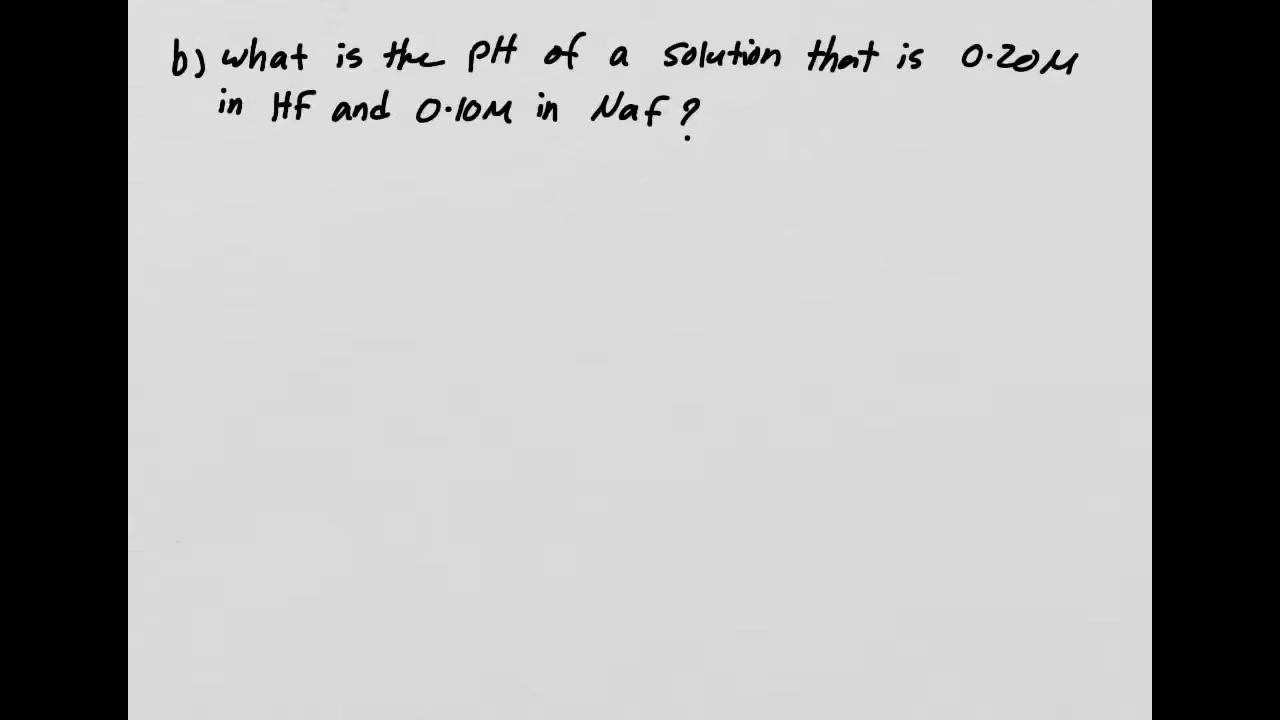 b) what is the pH of a solution that is 0.20M
in HF and 0.10M in NaF?